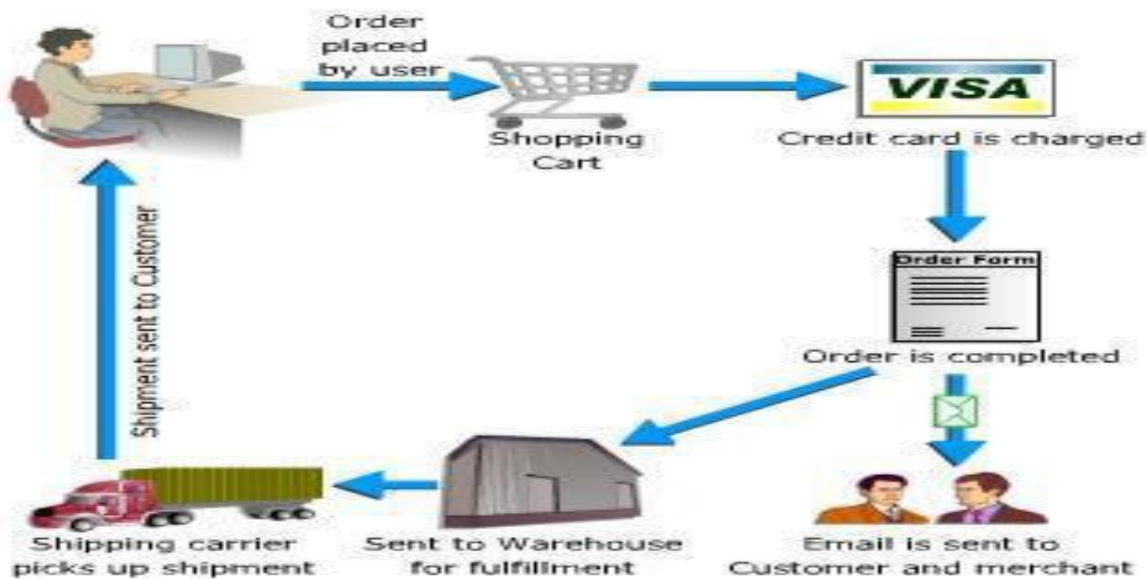 Order
placed
by user
Shopping
Cart
VISA
Credit card is charged
Order Form
Order is completed
Shipment sent to Customer
Shipping carrier
picks up shipment
Sent to Warehouse
for fulfillment
Email is sent to
Customer and merchant